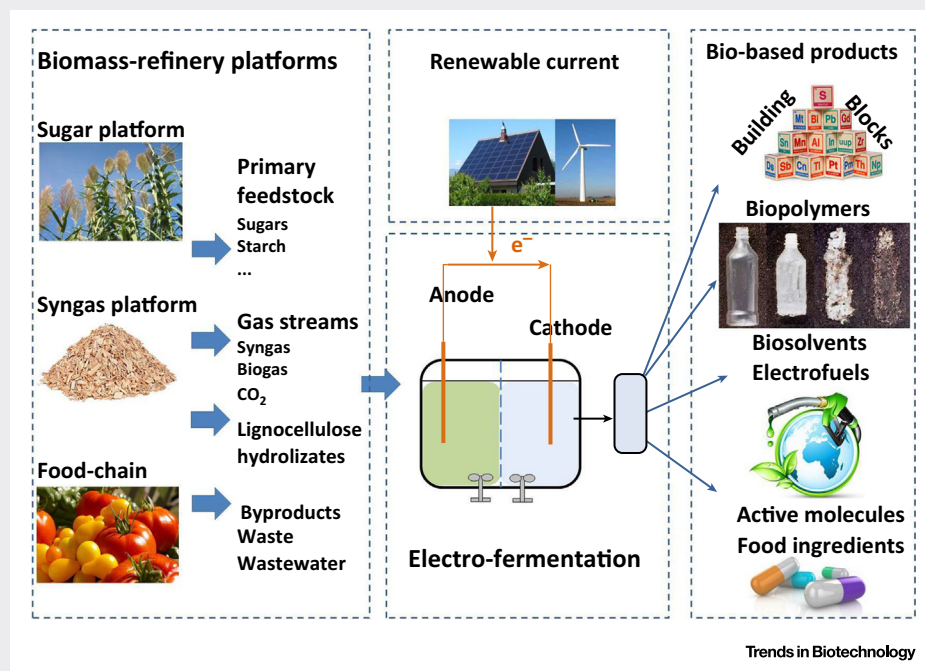 Biomass-refinery platforms
Sugar platform
Primary
feedstock
Sugars
Starch
...
Syngas platform
Gas streams
Syngas
Biogas
CO₂
Lignocellulose
hydrolizates
Food-chain
Byproducts
Waste
Wastewater
Renewable current
e⁻
Anode
Cathode
Electro-fermentation
Bio-based products
Building
Blocks
S
Mt Bi Pb Gd
Sn Mn Al In uup Zr
Ds Sb Cn Tl Pt Pm Th Np
Biopolymers
Biosolvents
Electrofuels
Active molecules
Food ingredients
Trends in Biotechnology